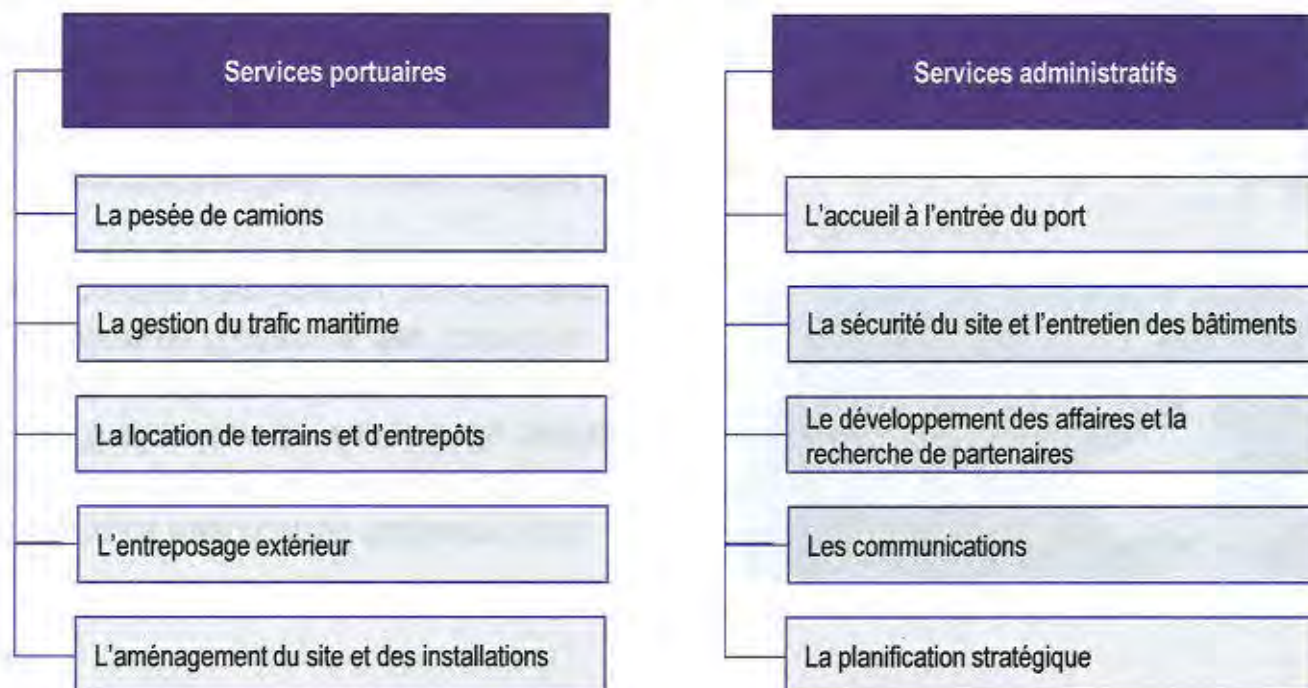 Services portuaires
La pesée de camions
La gestion du trafic maritime
La location de terrains et d'entrepôts
L'entreposage extérieur
L'aménagement du site et des installations
Services administratifs
L'accueil à l'entrée du port
La sécurité du site et l'entretien des bâtiments
Le développement des affaires et la
recherche de partenaires
Les communications
La planification stratégique